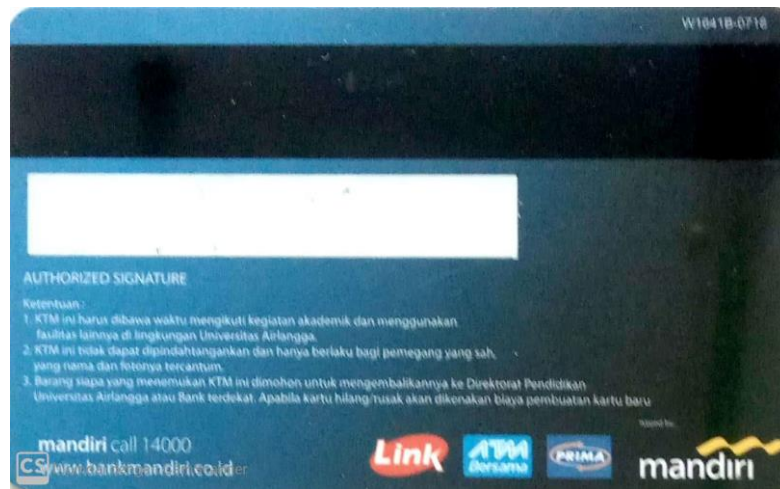 W1641B-0718
AUTHORIZED SIGNATURE
Ketentuan :
1. KTM ini harus dibawa waktu mengikuti kegiatan akademik dan menggunakan
fasilitas lainnya di lingkungan Universitas Airlangga.
2. KTM ini tidak dapat dipindahtangankan dan hanya berlaku bagi pemegang yang sah,
yang nama dan fotonya tercantum.
3. Barang siapa yang menemukan KTM ini dimohon untuk mengembalikannya ke Direktorat Pendidikan
Universitas Airlangga atau Bank terdekat. Apabila kartu hilang/rusak akan dikenakan biaya pembuatan kartu baru
mandiri call 14000
www.bankmandiri.co.id
CS
Link
ATM
Bersama
PRIMA
mandiri